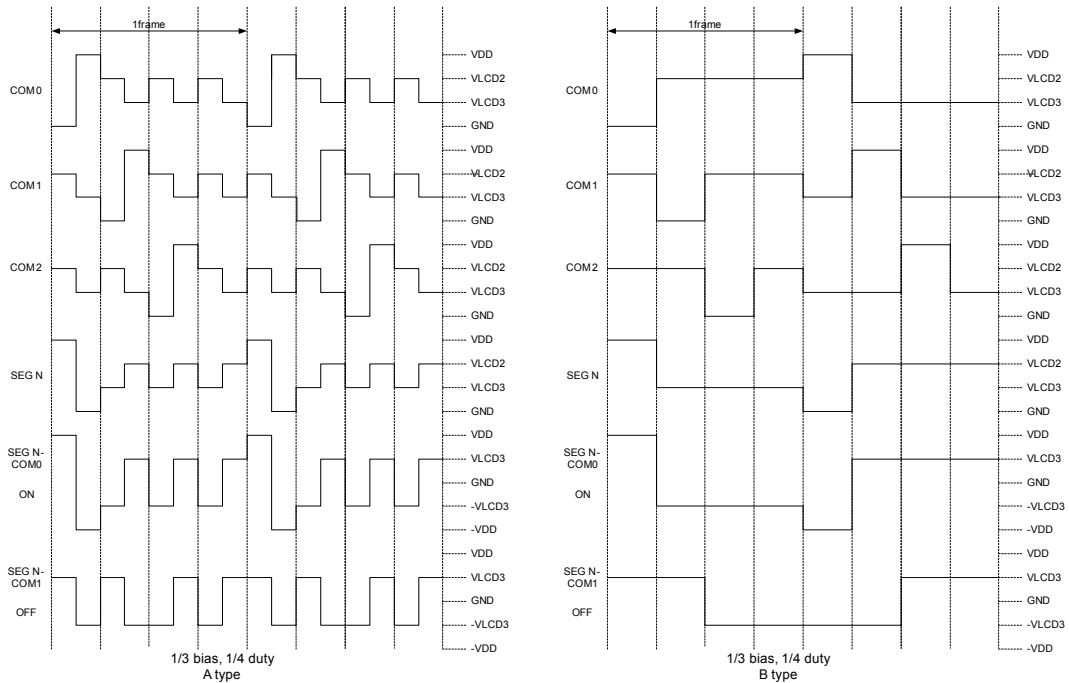 1frame
COM0
VDD
VLCD2
VLCD3
GND
COM1
VDD
VLCD2
VLCD3
GND
COM2
VDD
VLCD2
VLCD3
GND
SEG N
VDD
VLCD2
VLCD3
GND
SEG N-
COM0
ON
VDD
VLCD3
GND
-VLCD3
-VDD
SEG N-
COM1
OFF
VDD
VLCD3
GND
-VLCD3
-VDD
1/3 bias, 1/4 duty
A type
1frame
COM0
VDD
VLCD2
VLCD3
GND
COM1
VDD
VLCD2
VLCD3
GND
COM2
VDD
VLCD2
VLCD3
GND
SEG N
VDD
VLCD2
VLCD3
GND
SEG N-
COM0
ON
VDD
VLCD3
GND
-VLCD3
-VDD
SEG N-
COM1
OFF
VDD
VLCD3
GND
-VLCD3
-VDD
1/3 bias, 1/4 duty
B type